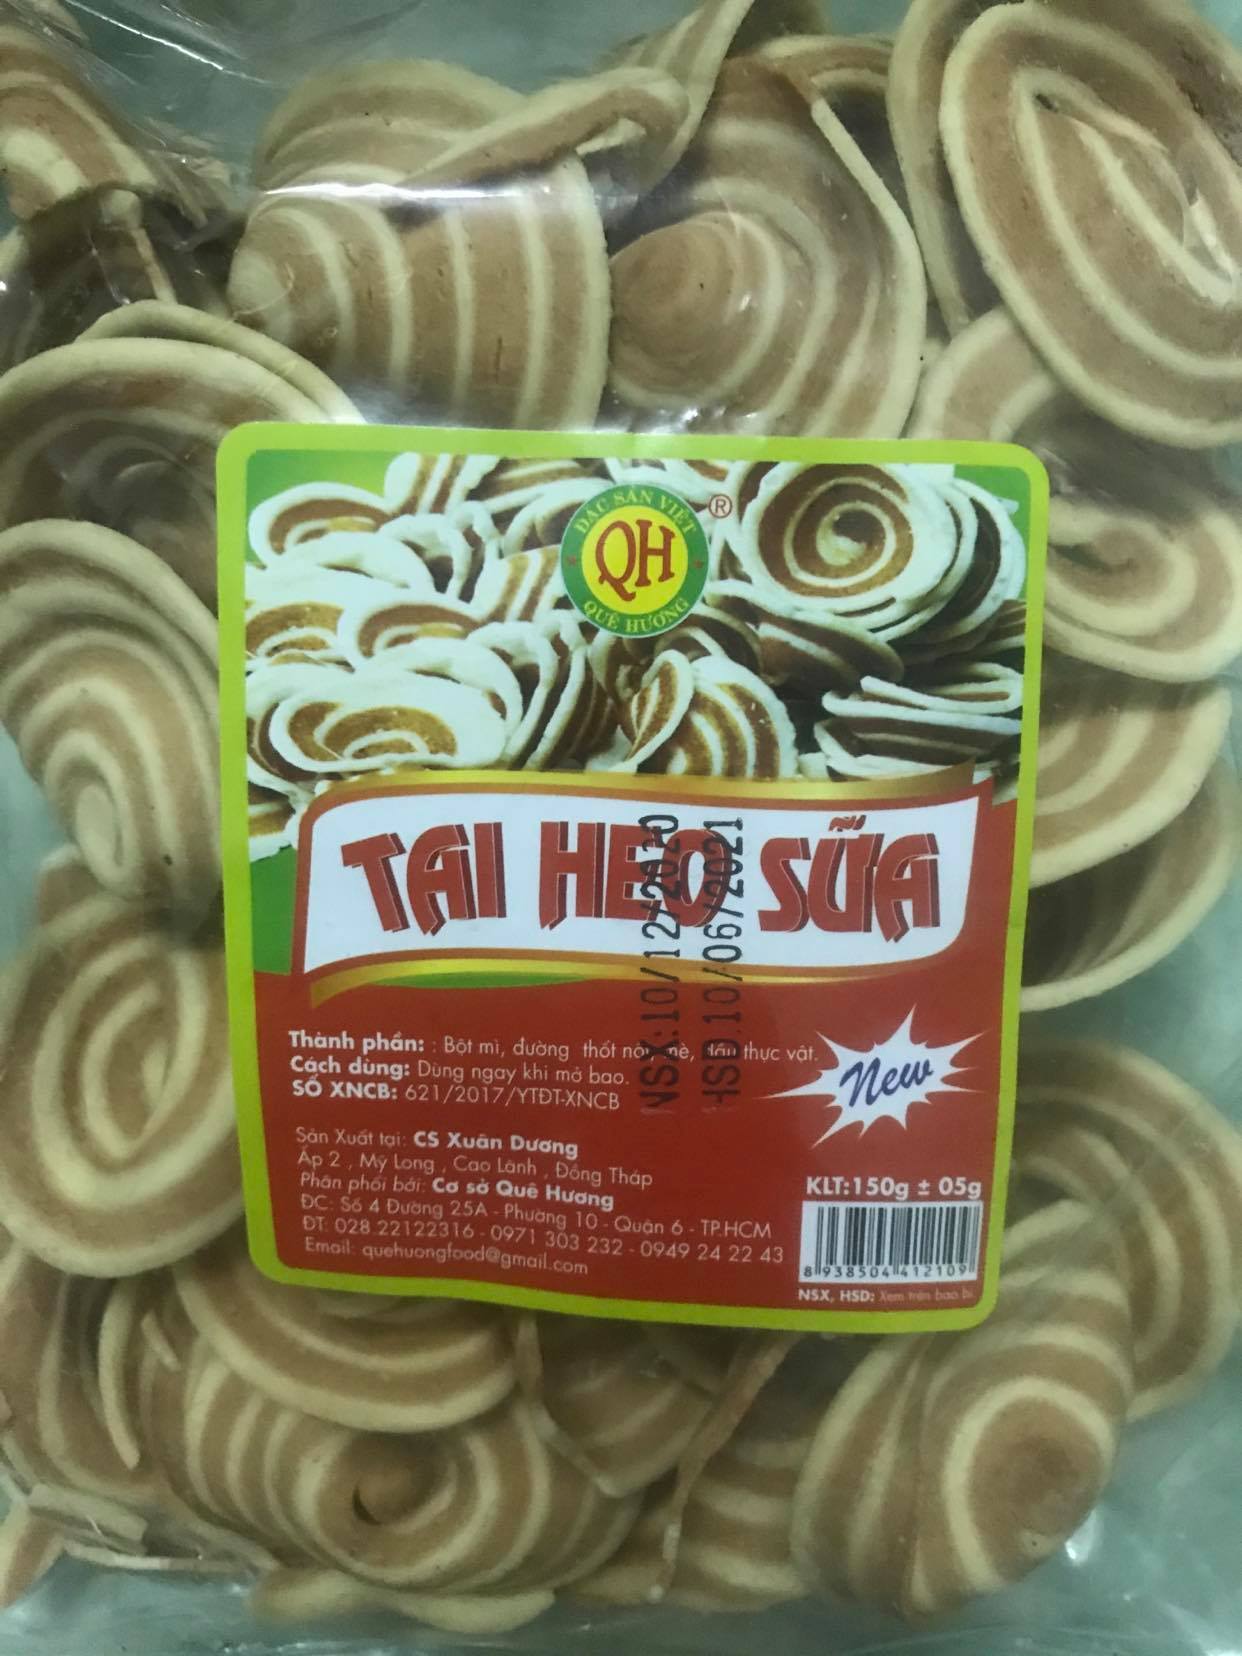 ĐẶC SẢN VIỆT
QH
®
QUÊ HƯƠNG
TAI HEO SỮA
NSX:10/12/2020
HSD:10/06/2021
Thành phần: : Bột mì, đường thốt nốt, mè, dầu thực vật.
Cách dùng: Dùng ngay khi mở bao.
SỐ XNCB: 621/2017/YTĐT-XNCB
New
Sản Xuất tại: CS Xuân Dương
Ấp 2 , Mỹ Long , Cao Lãnh , Đồng Tháp
Phân phối bởi: Cơ sở Quê Hương
ĐC: Số 4 Đường 25A - Phường 10 - Quận 6 - TP.HCM
ĐT: 028.22122316 - 0971 303 232 - 0949 24 22 43
Email: quehuongfood@gmail.com
KLT:150g ± 05g
8 938504 412109
NSX, HSD: Xem trên bao bì